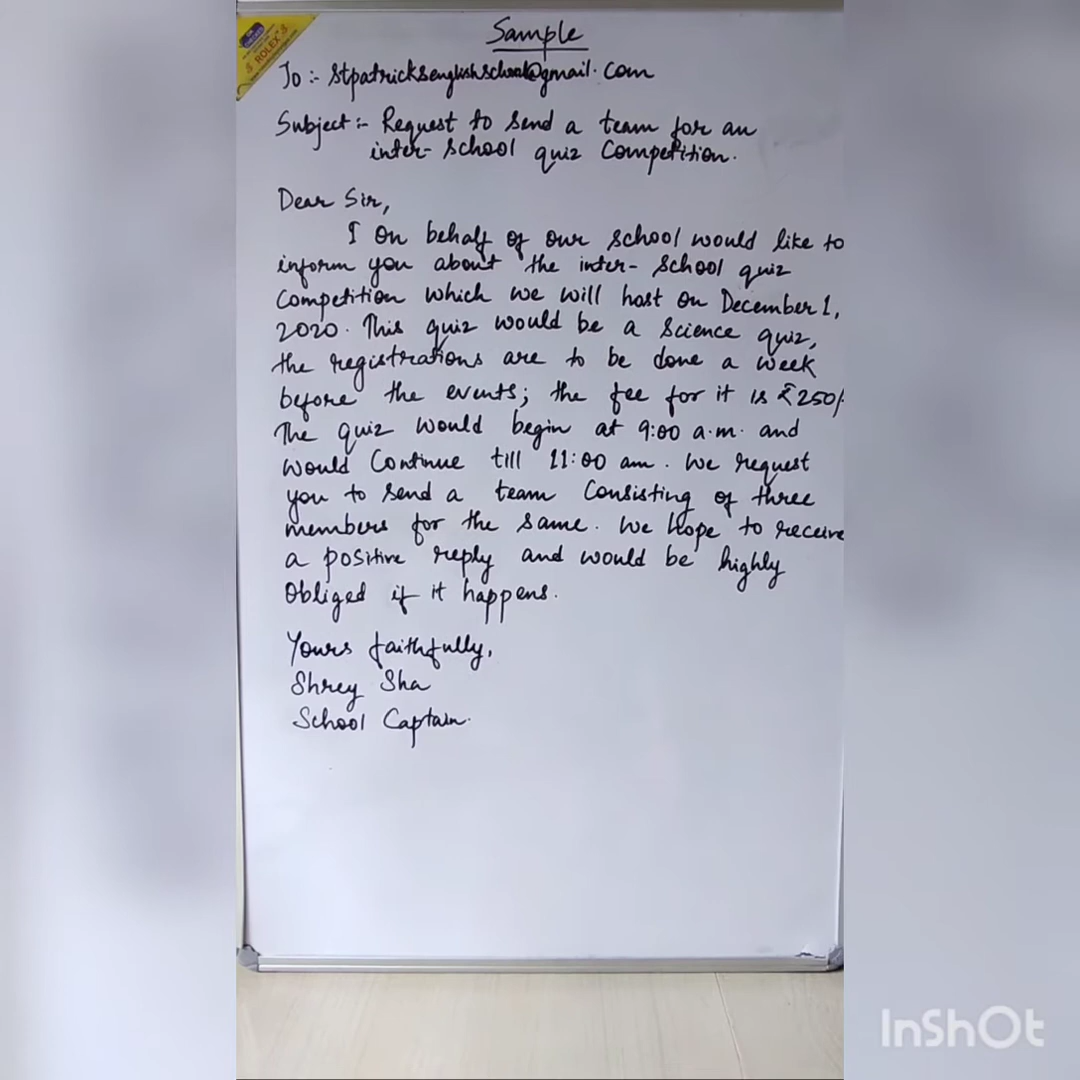 Sample
ROLEX
To :- stpatricksenglishschool@gmail.com
Subject :- Request to send a team for an
inter-school quiz Competition.
Dear Sir,
I on behalf of our school would like to
inform you about the inter-school quiz
Competition which we will host on December 1,
2020. This quiz would be a science quiz,
the registrations are to be done a week
before the events; the fee for it is ₹250/-
The quiz would begin at 9:00 a.m. and
would Continue till 11:00 am. We request
you to send a team Consisting of three
members for the same. We hope to receive
a positive reply and would be highly
obliged if it happens.
Yours faithfully,
Shrey Sha
School Captain.
InShOt